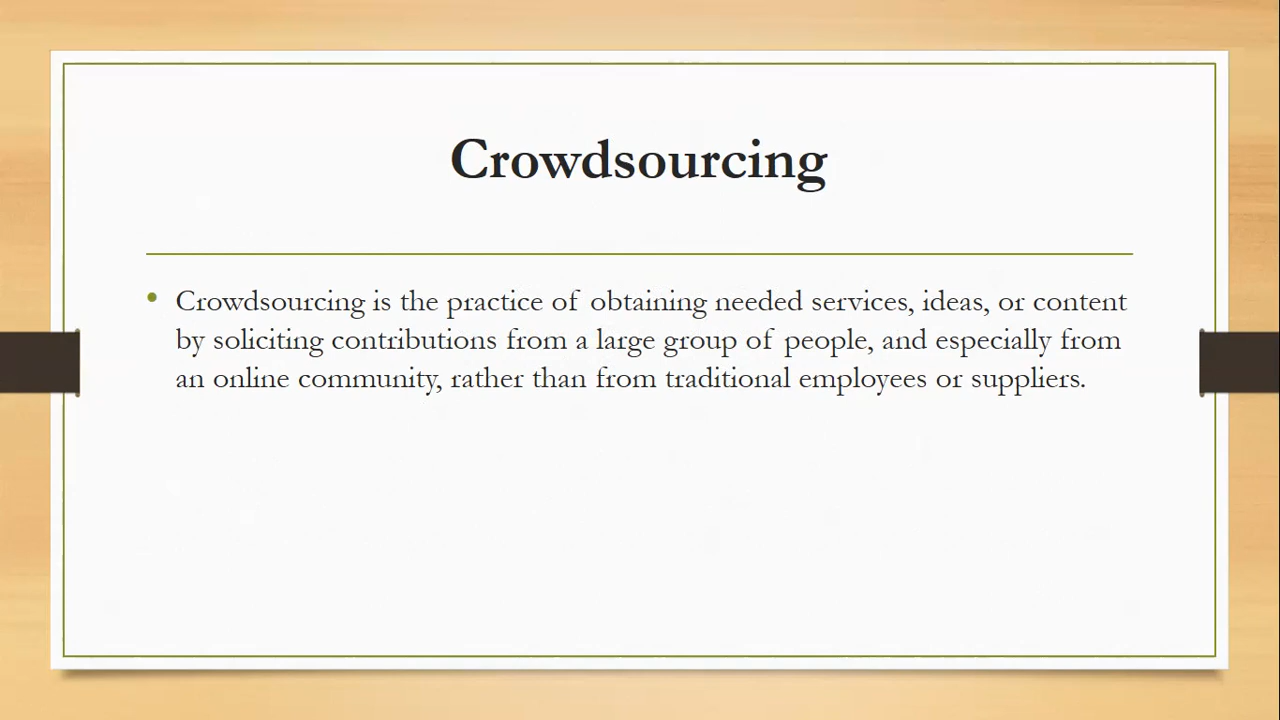 Crowdsourcing
• Crowdsourcing is the practice of obtaining needed services, ideas, or content
by soliciting contributions from a large group of people, and especially from
an online community, rather than from traditional employees or suppliers.